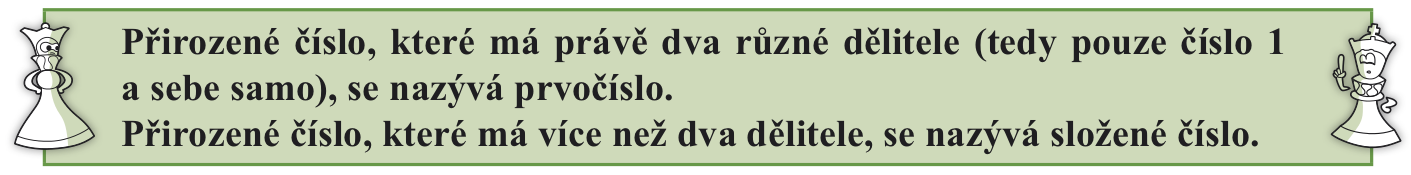 Přirozené číslo, které má právě dva různé dělitele (tedy pouze číslo 1
a sebe samo), se nazývá prvočíslo.
Přirozené číslo, které má více než dva dělitele, se nazývá složené číslo.